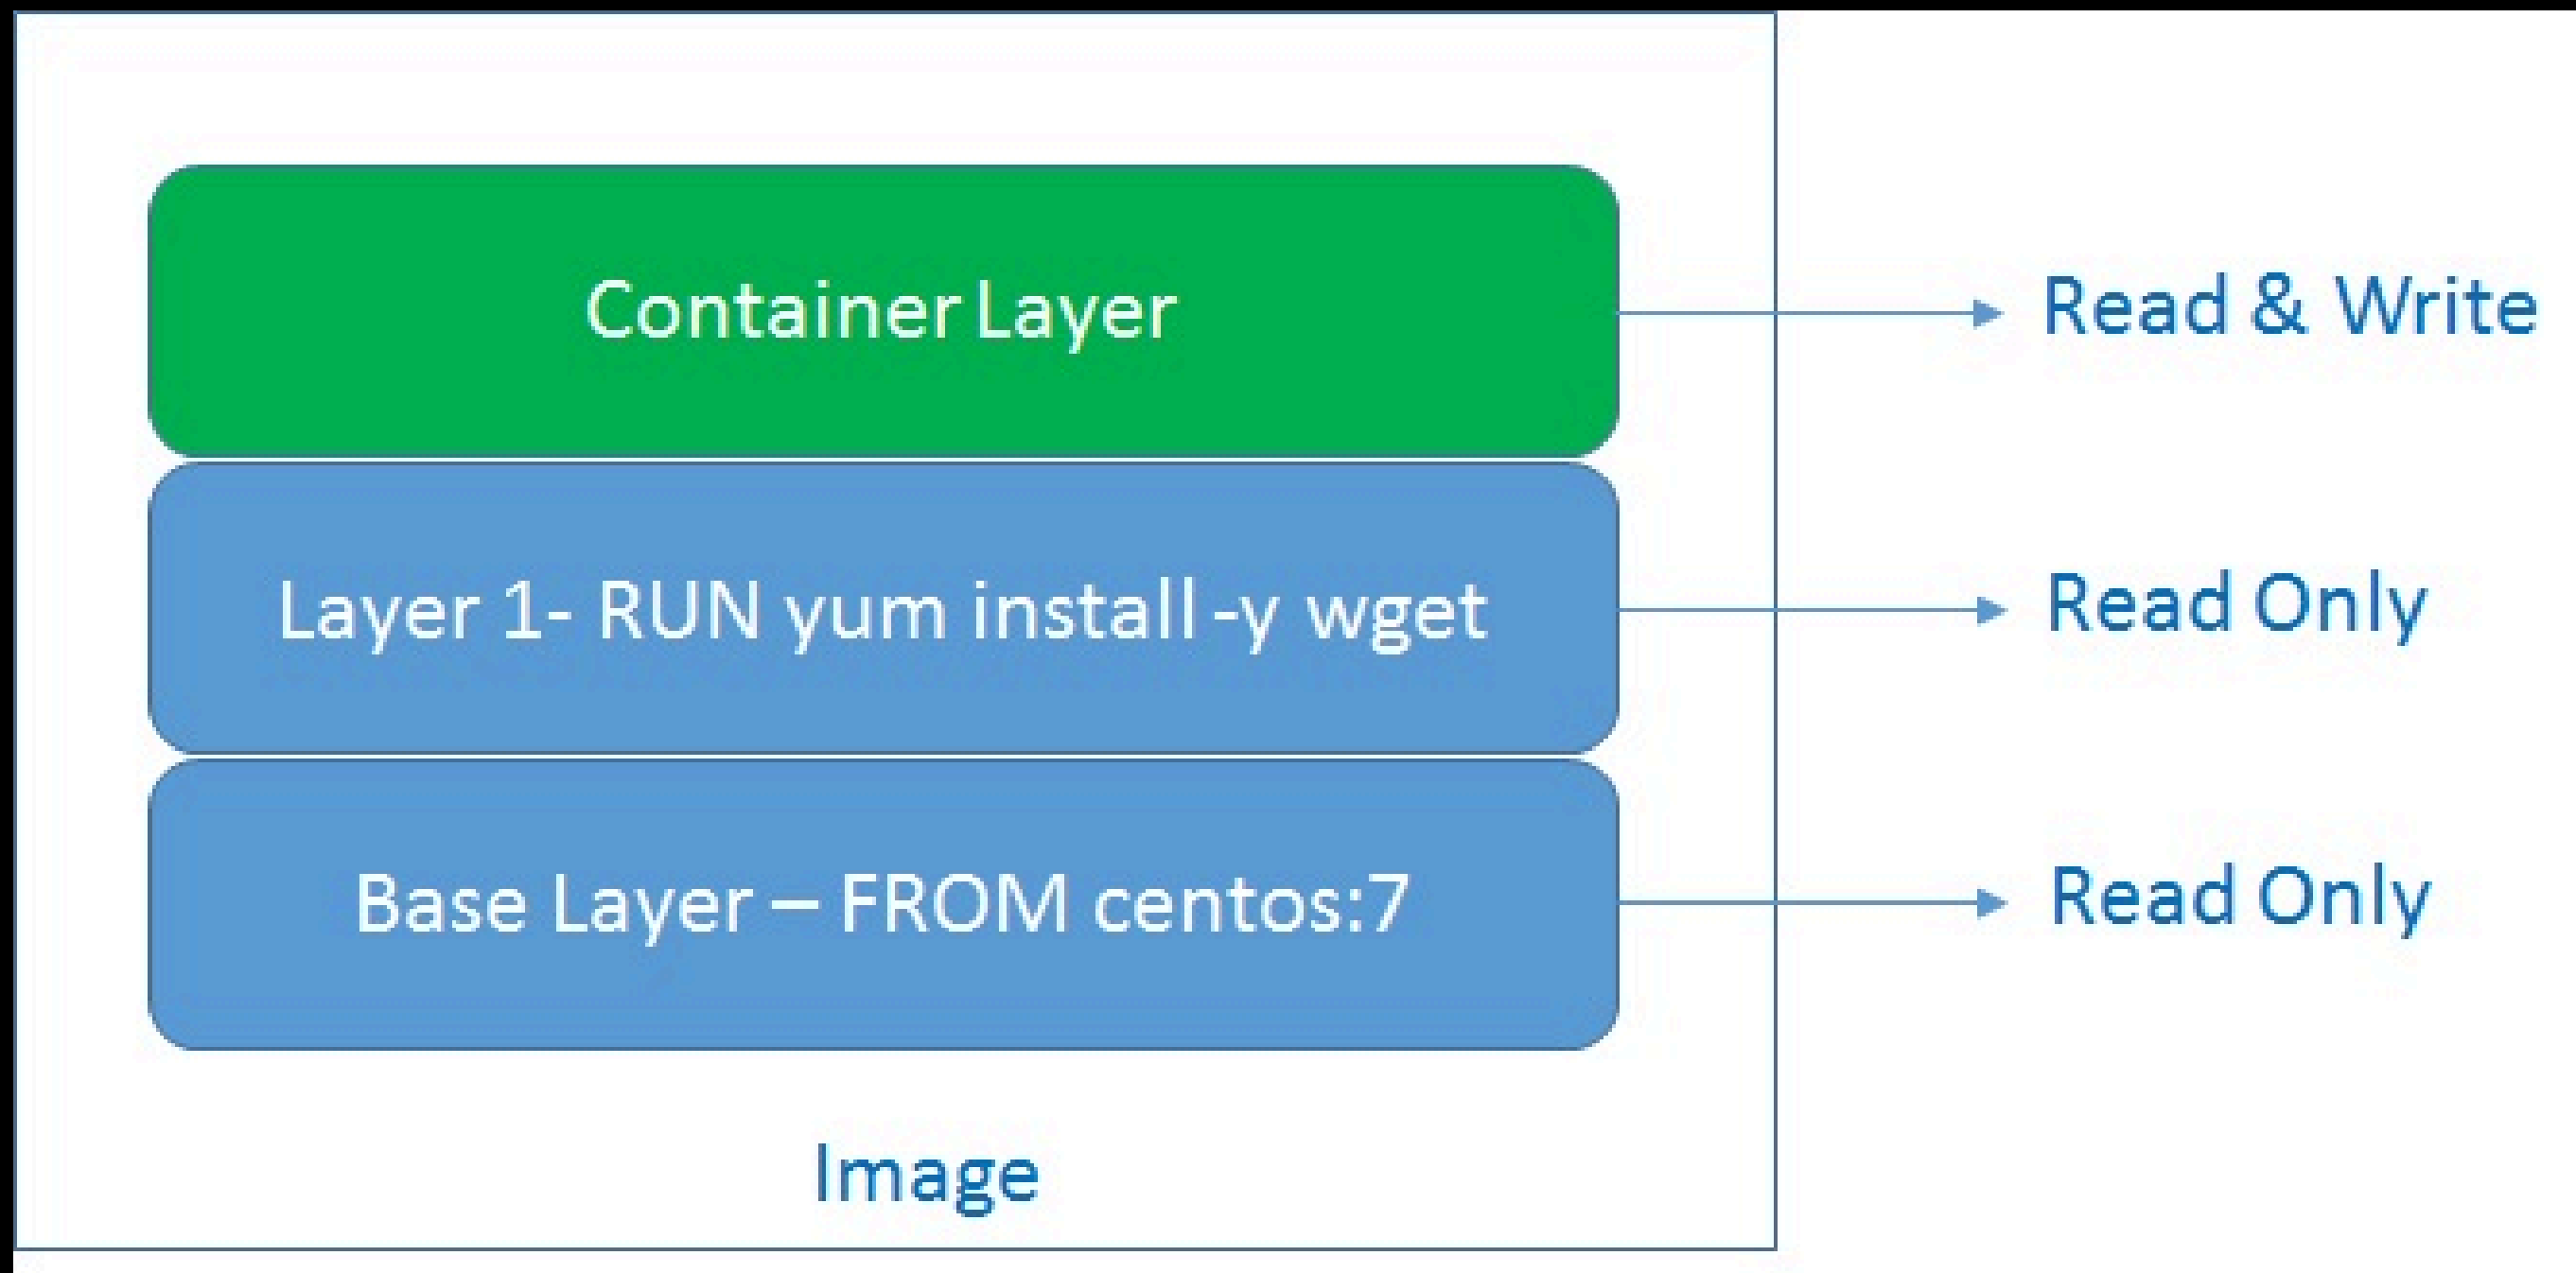 Container Layer
Read & Write
Layer 1- RUN yum install -y wget
Read Only
Base Layer – FROM centos:7
Read Only
Image